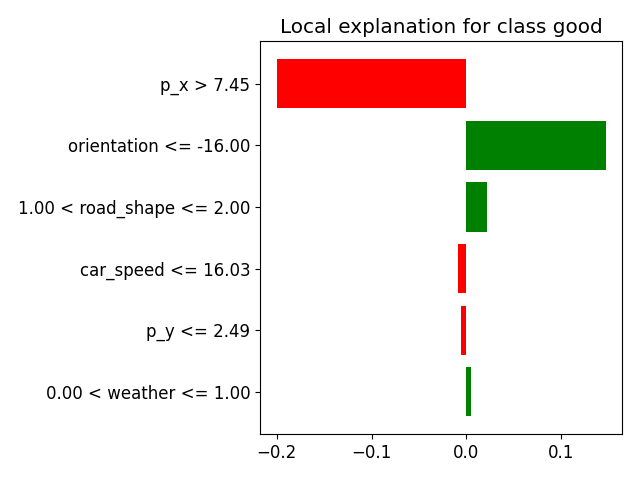 Local explanation for class good
p_x > 7.45
orientation <= -16.00
1.00 < road_shape <= 2.00
car_speed <= 16.03
p_y <= 2.49
0.00 < weather <= 1.00
−0.2 −0.1 0.0 0.1